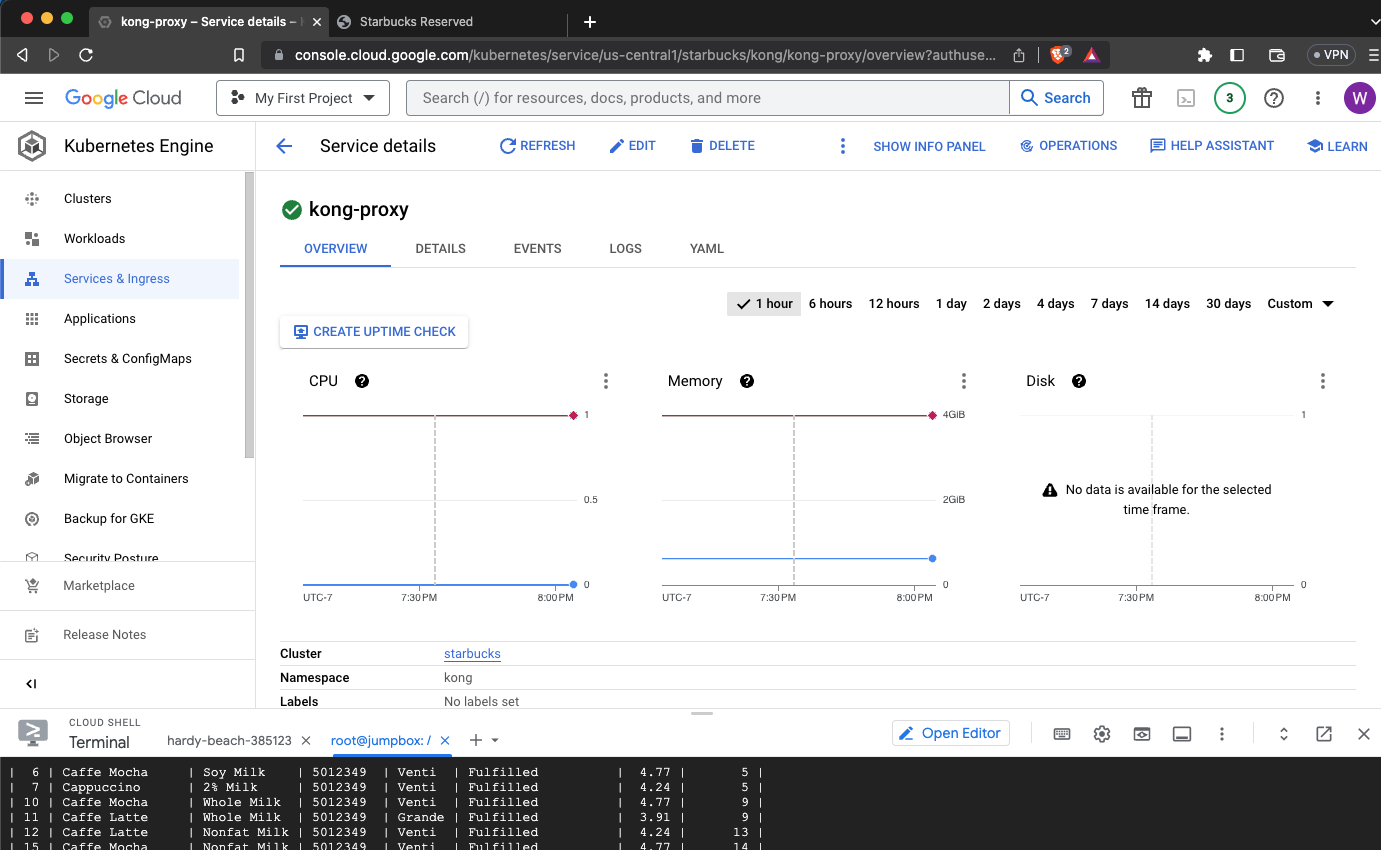 kong-proxy – Service details –
Starbucks Reserved
console.cloud.google.com/kubernetes/service/us-central1/starbucks/kong/kong-proxy/overview?authuse...
2
VPN
Google Cloud
My First Project
Search (/) for resources, docs, products, and more
Search
3
W
Kubernetes Engine
Service details
REFRESH
EDIT
DELETE
SHOW INFO PANEL
OPERATIONS
HELP ASSISTANT
LEARN
Clusters
Workloads
Services & Ingress
Applications
Secrets & ConfigMaps
Storage
Object Browser
Migrate to Containers
Backup for GKE
Security Posture
Marketplace
Release Notes
kong-proxy
OVERVIEW
DETAILS
EVENTS
LOGS
YAML
1 hour
6 hours
12 hours
1 day
2 days
4 days
7 days
14 days
30 days
Custom
CREATE UPTIME CHECK
CPU
1
0.5
0
UTC-7
7:30 PM
8:00 PM
Memory
4GiB
2GiB
0
UTC-7
7:30 PM
8:00 PM
Disk
1
No data is available for the selected
time frame.
0
UTC-7
7:30 PM
8:00 PM
Cluster
starbucks
Namespace
kong
Labels
No labels set
CLOUD SHELL
Terminal
hardy-beach-385123
root@jumpbox: /
Open Editor
| 6 | Caffe Mocha | Soy Milk | 5012349 | Venti | Fulfilled | 4.77 | 5 |
| 7 | Cappuccino | 2% Milk | 5012349 | Venti | Fulfilled | 4.24 | 5 |
| 10 | Caffe Mocha | Whole Milk | 5012349 | Venti | Fulfilled | 4.77 | 9 |
| 11 | Caffe Latte | Whole Milk | 5012349 | Grande | Fulfilled | 3.91 | 9 |
| 12 | Caffe Latte | Nonfat Milk | 5012349 | Venti | Fulfilled | 4.24 | 13 |
| 15 | Caffe Mocha | Nonfat Milk | 5012349 | Venti | Fulfilled | 4.77 | 14 |